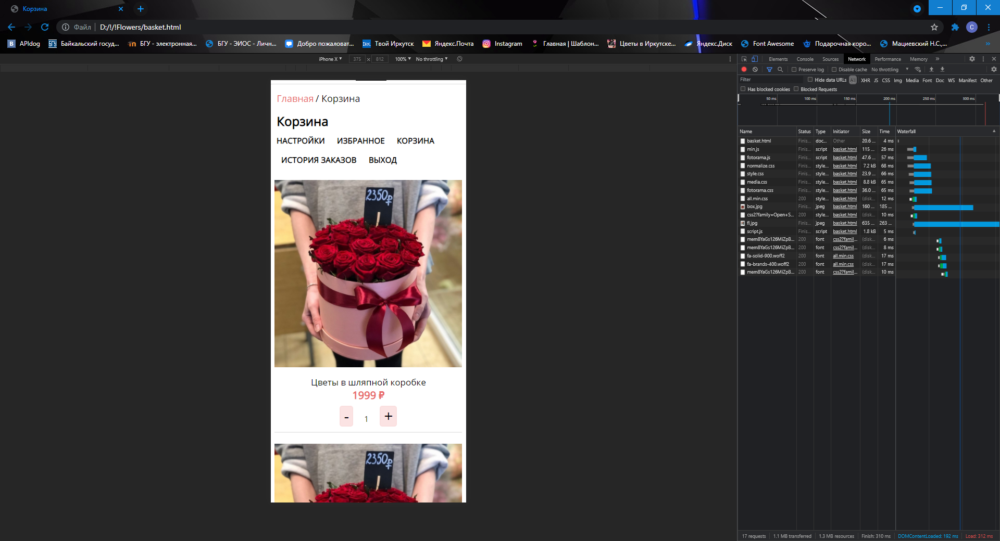 Корзина
Файл D:/!/!Flowers/basket.html
APIdog Байкальский госуд... БГУ - электронная... БГУ - ЭИОС - Личн... Добро пожаловат... IRK Твой Иркутск Яндекс.Почта Instagram Главная | Шаблон... Цветы в Иркутске... Яндекс.Диск Font Awesome Подарочная коро... Мациевский Н.С.,...
iPhone X 375 × 812 100% No throttling
Elements Console Sources Network Performance Memory
Preserve log Disable cache No throttling
Filter Hide data URLs All XHR JS CSS Img Media Font Doc WS Manifest Other
Has blocked cookies Blocked Requests
50 ms 100 ms 150 ms 200 ms 250 ms 300 ms
Name Status Type Initiator Size Time Waterfall
basket.html Finis... doc... Other 20.6 ... 4 ms
min.js Finis... script basket.html 115 ... 26 ms
fotorama.js Finis... script basket.html 47.6 ... 57 ms
normalize.css Finis... style... basket.html 7.2 kB 68 ms
style.css Finis... style... basket.html 23.9 ... 66 ms
media.css Finis... style... basket.html 8.8 kB 65 ms
fotorama.css Finis... style... basket.html 36.0 ... 65 ms
all.min.css 200 style... basket.html (disk... 12 ms
box.jpg Finis... jpeg basket.html 160 ... 185 ...
css2?family=Open+S... 200 style... basket.html (disk... 10 ms
fl.jpg Finis... jpeg basket.html 635 ... 263 ...
script.js Finis... script basket.html 1.8 kB 5 ms
mem8YaGs126MiZpB... 200 font css2?famil... (disk... 6 ms
mem8YaGs126MiZpB... 200 font css2?famil... (disk... 8 ms
fa-solid-900.woff2 200 font all.min.css (disk... 17 ms
fa-brands-400.woff2 200 font all.min.css (disk... 17 ms
mem8YaGs126MiZpB... 200 font css2?famil... (disk... 10 ms
17 requests 1.1 MB transferred 1.3 MB resources Finish: 310 ms DOMContentLoaded: 192 ms Load: 312 ms
Главная / Корзина
Корзина
НАСТРОЙКИ ИЗБРАННОЕ КОРЗИНА
ИСТОРИЯ ЗАКАЗОВ ВЫХОД
2350₽
Цветы в шляпной коробке
1999 ₽
- 1 +
2350₽